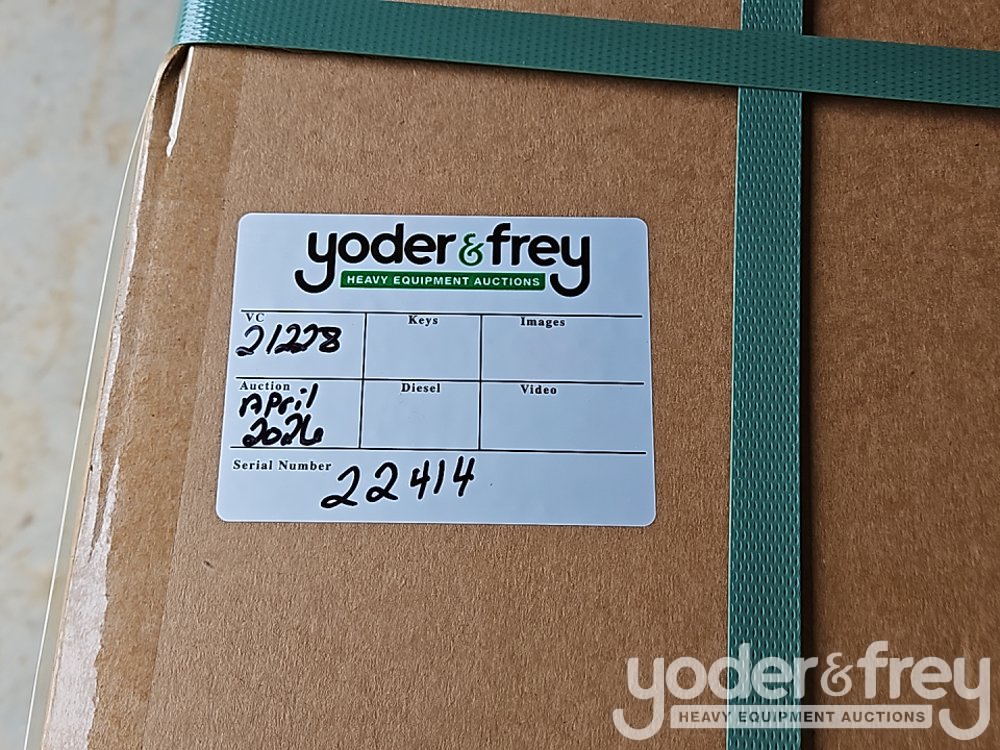 yoder & frey
HEAVY EQUIPMENT AUCTIONS
VC Keys Images
21228
Auction Diesel Video
April
2026
Serial Number 22414
yoder & frey
HEAVY EQUIPMENT AUCTIONS